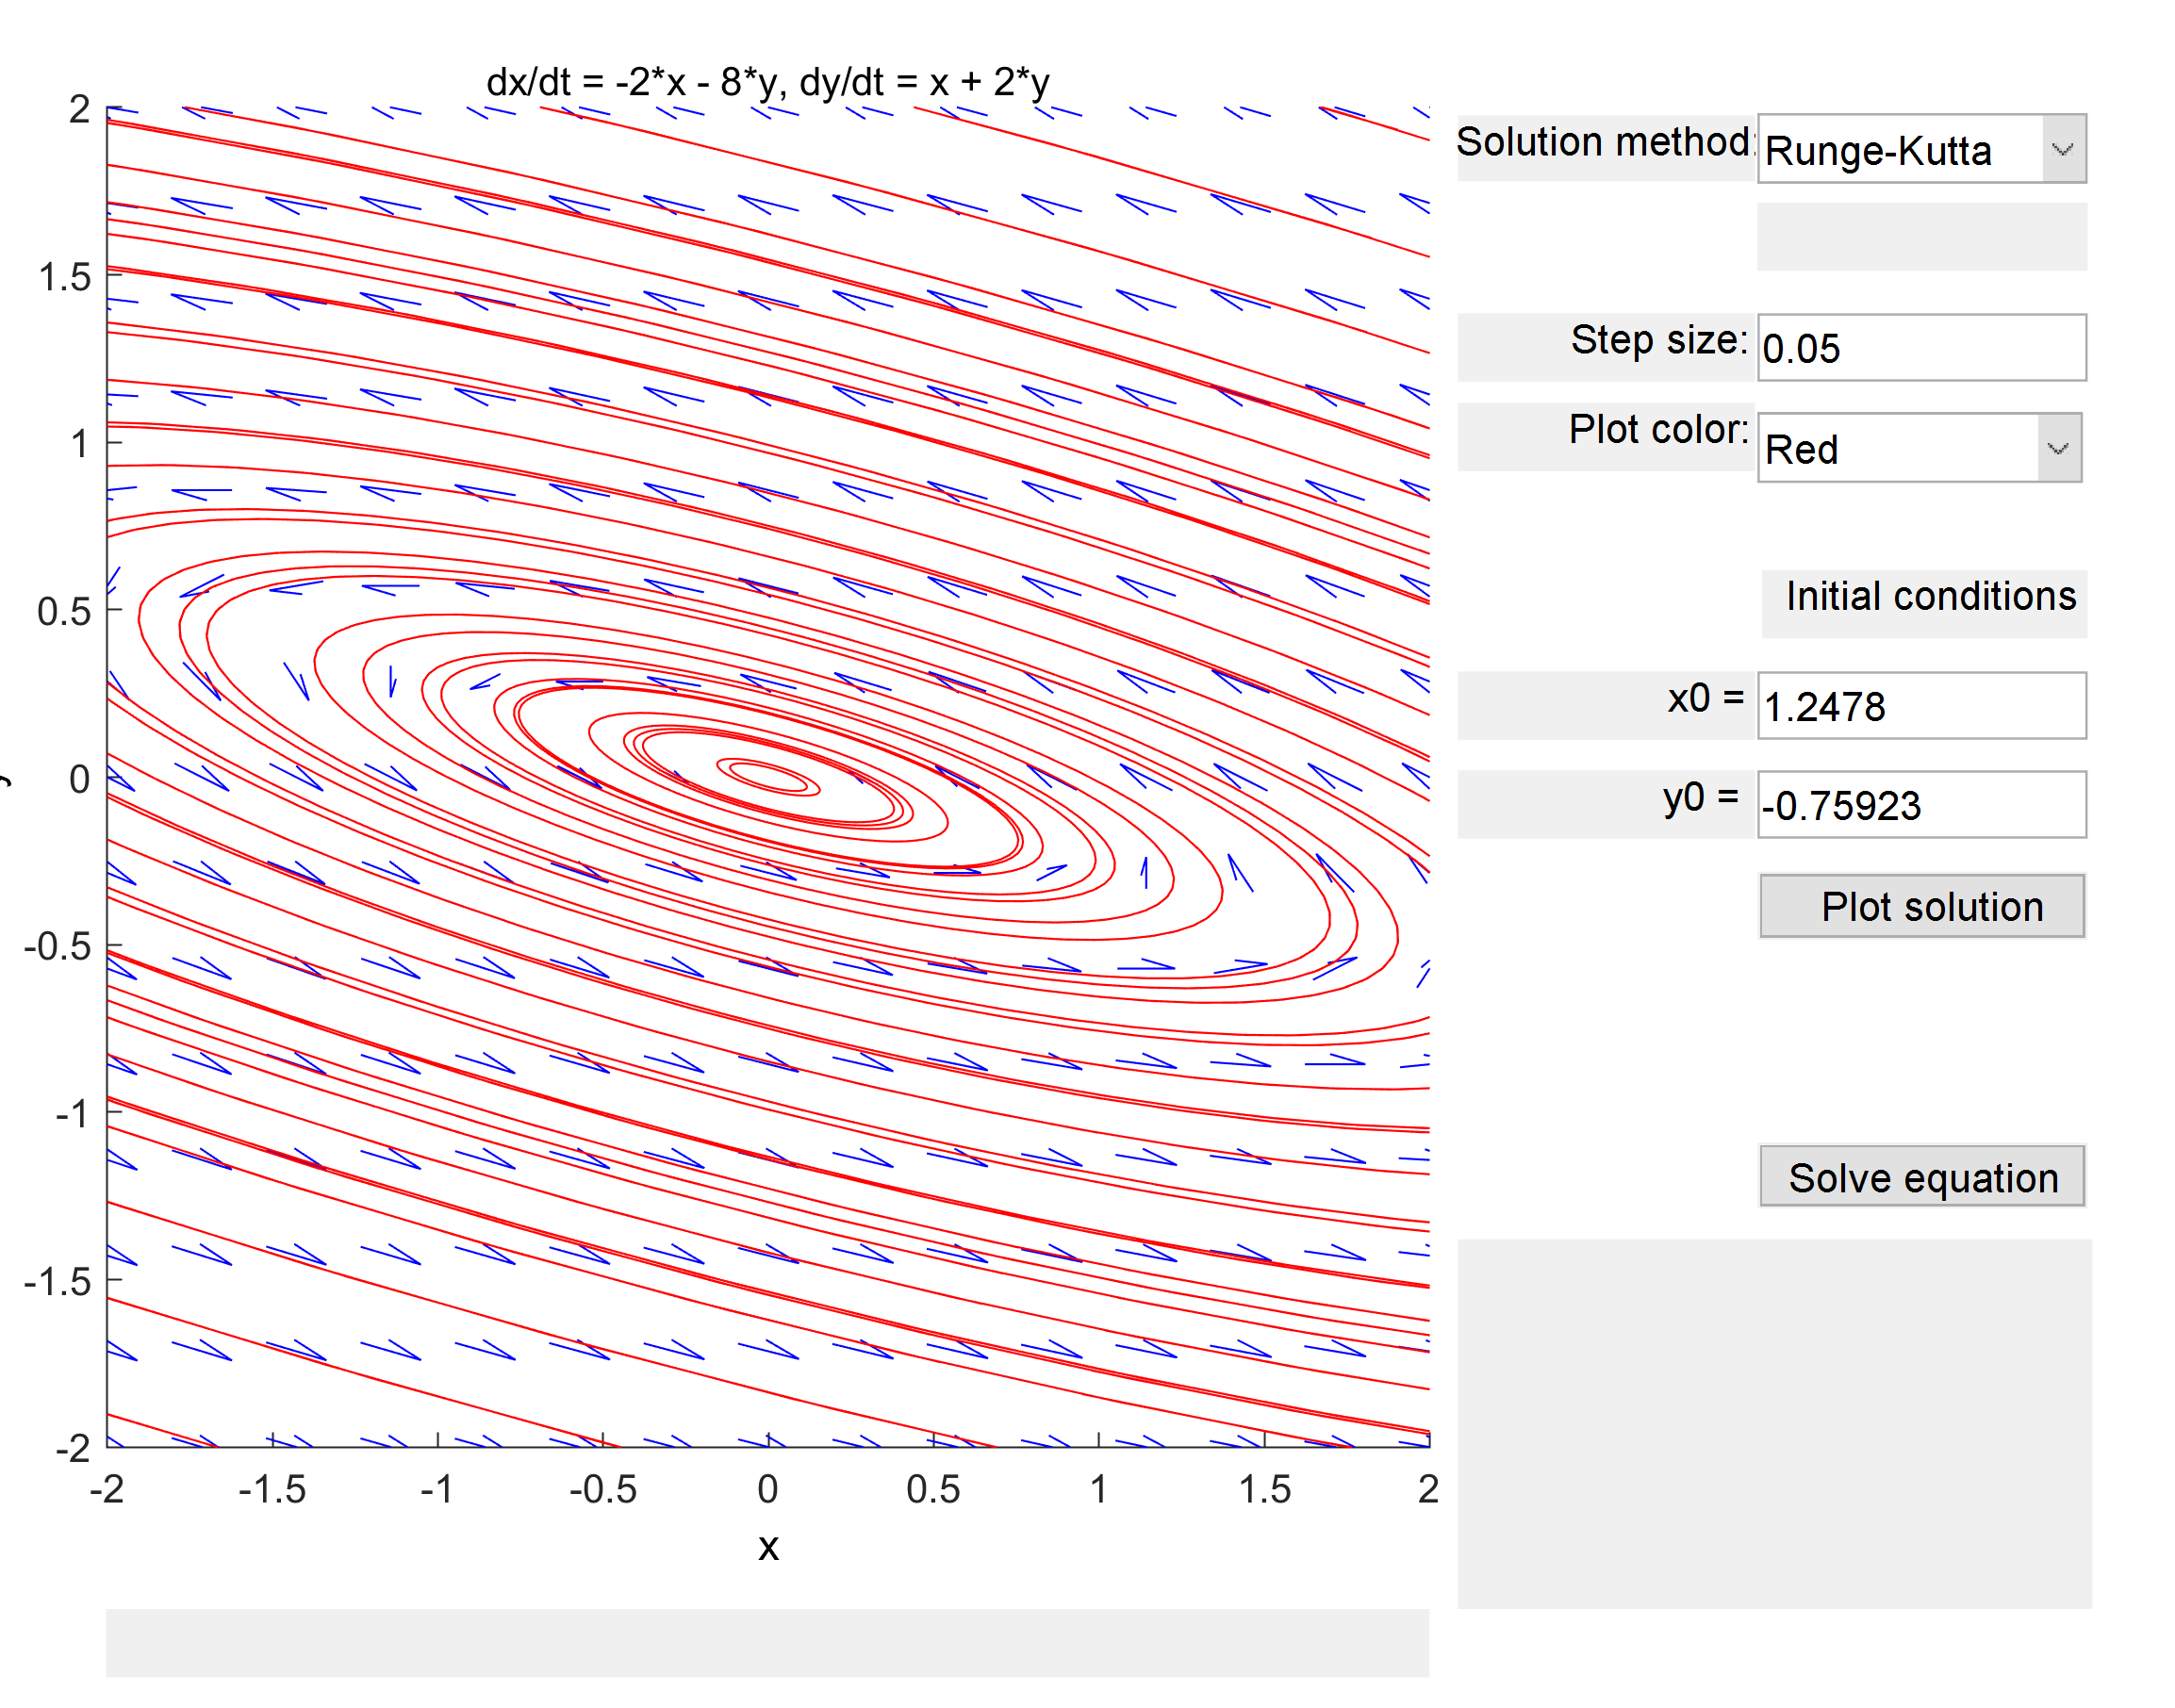 dx/dt = -2*x - 8*y, dy/dt = x + 2*y
2
1.5
1
0.5
0
-0.5
-1
-1.5
-2
-2 -1.5 -1 -0.5 0 0.5 1 1.5 2
x
Solution method: Runge-Kutta
Step size: 0.05
Plot color: Red
Initial conditions
x0 = 1.2478
y0 = -0.75923
Plot solution
Solve equation